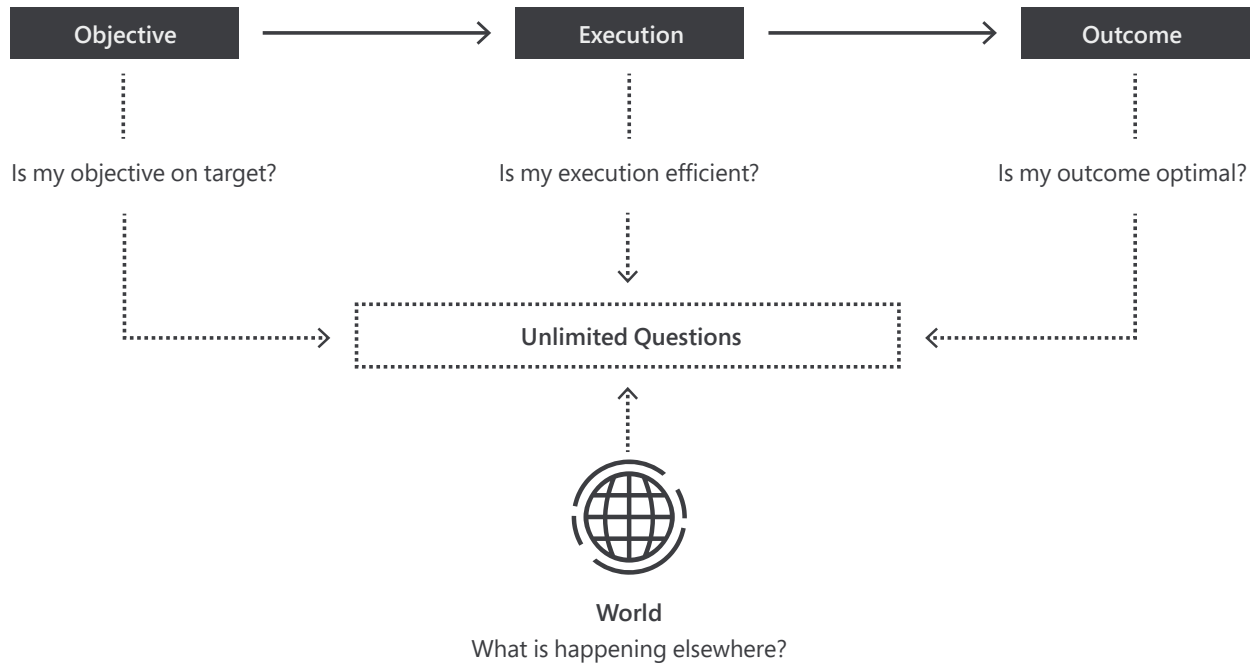 Objective
Execution
Outcome
Is my objective on target?
Is my execution efficient?
Is my outcome optimal?
Unlimited Questions
World
What is happening elsewhere?